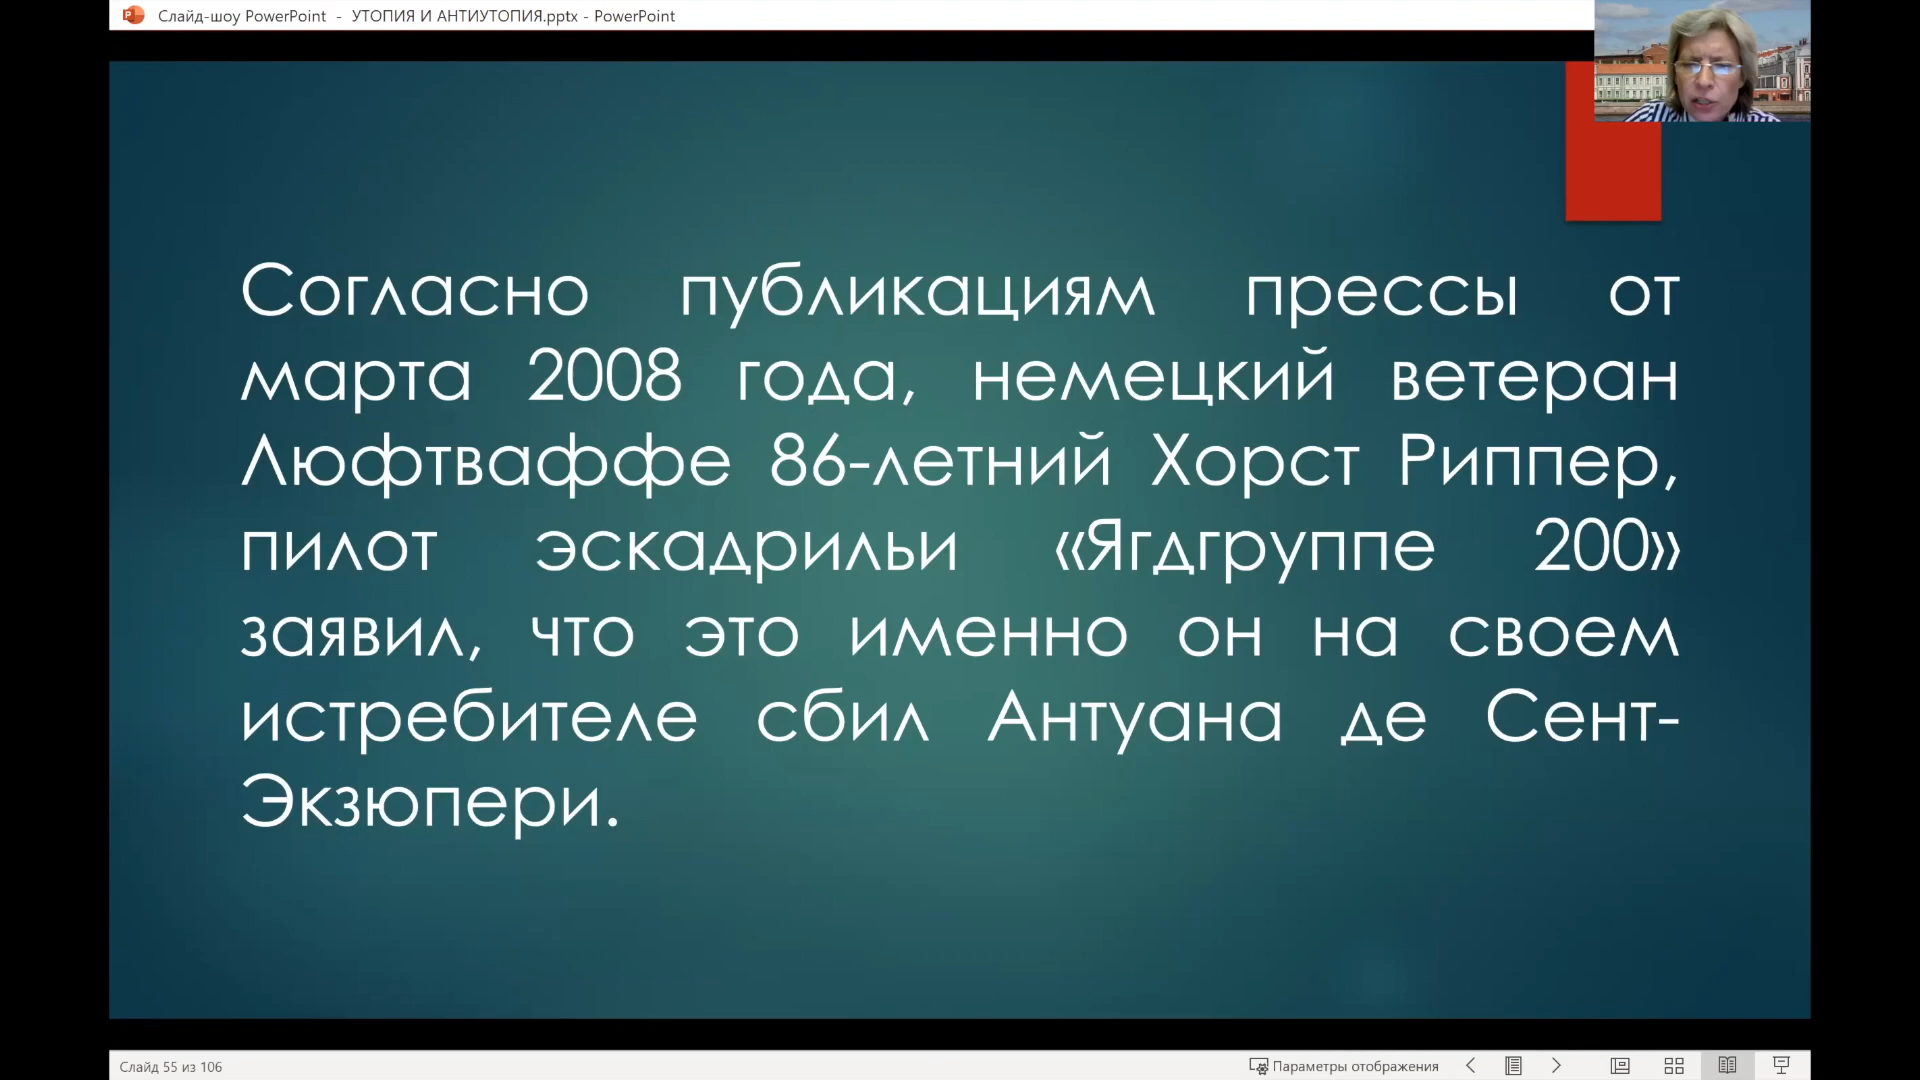 Слайд-шоу PowerPoint - УТОПИЯ И АНТИУТОПИЯ.pptx - PowerPoint
Согласно публикациям прессы от
марта 2008 года, немецкий ветеран
Люфтваффе 86-летний Хорст Риппер,
пилот эскадрильи «Ягдгруппе 200»
заявил, что это именно он на своем
истребителе сбил Антуана де Сент-
Экзюпери.
Слайд 55 из 106
Параметры отображения